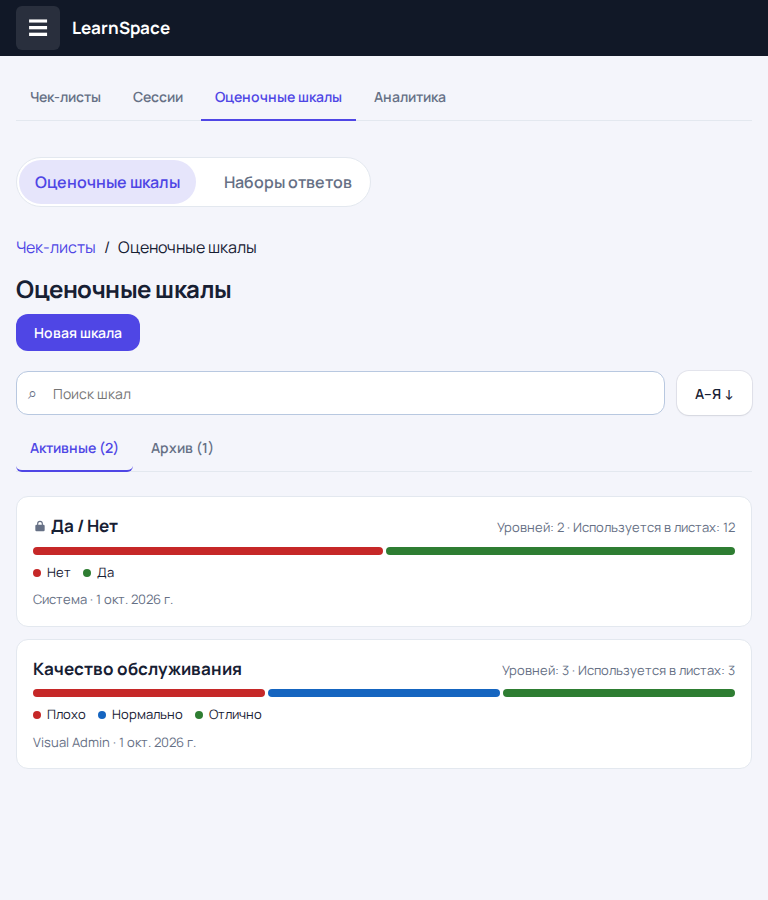 LearnSpace
Чек-листы Сессии Оценочные шкалы Аналитика
Оценочные шкалы Наборы ответов
Чек-листы / Оценочные шкалы
Оценочные шкалы
Новая шкала
Поиск шкал А–Я ↓
Активные (2) Архив (1)
Да / Нет Уровней: 2 · Используется в листах: 12
Нет Да
Система · 1 окт. 2026 г.
Качество обслуживания Уровней: 3 · Используется в листах: 3
Плохо Нормально Отлично
Visual Admin · 1 окт. 2026 г.